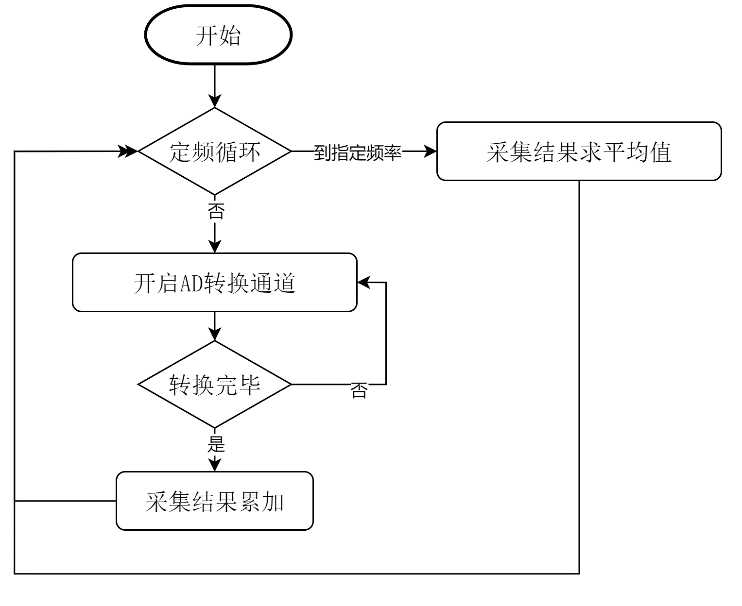 开始
定频循环
到指定频率
采集结果求平均值
否
开启AD转换通道
转换完毕
否
是
采集结果累加